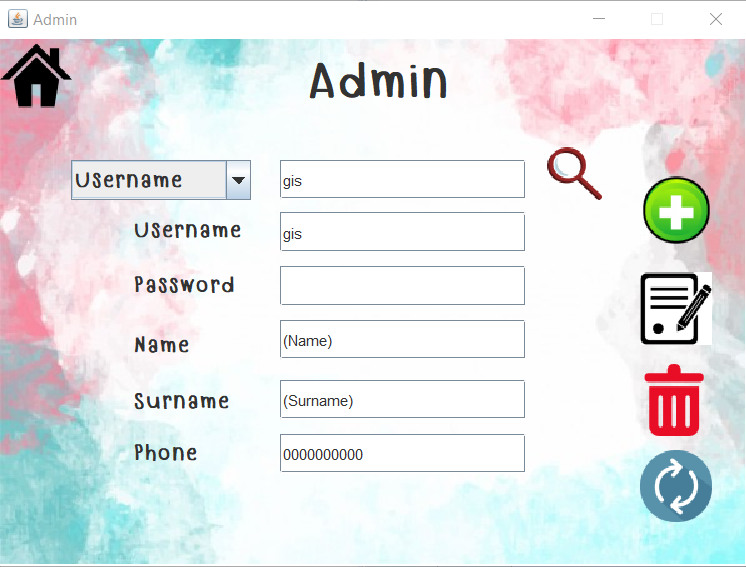 Admin
Admin
Username gis
Username gis
Password
Name (Name)
Surname (Surname)
Phone 0000000000